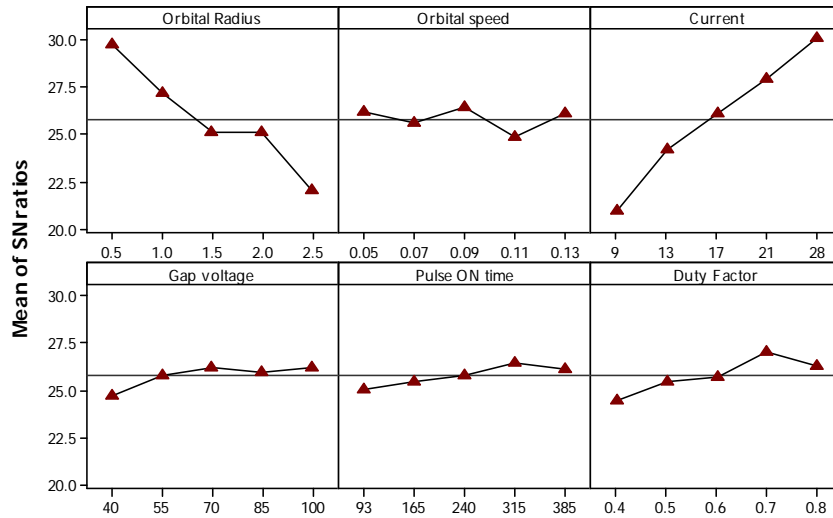 Mean of SN ratios
Orbital Radius Orbital speed Current
30.0
27.5
25.0
22.5
20.0
0.5 1.0 1.5 2.0 2.5 0.05 0.07 0.09 0.11 0.13 9 13 17 21 28
Gap voltage Pulse ON time Duty Factor
30.0
27.5
25.0
22.5
20.0
40 55 70 85 100 93 165 240 315 385 0.4 0.5 0.6 0.7 0.8